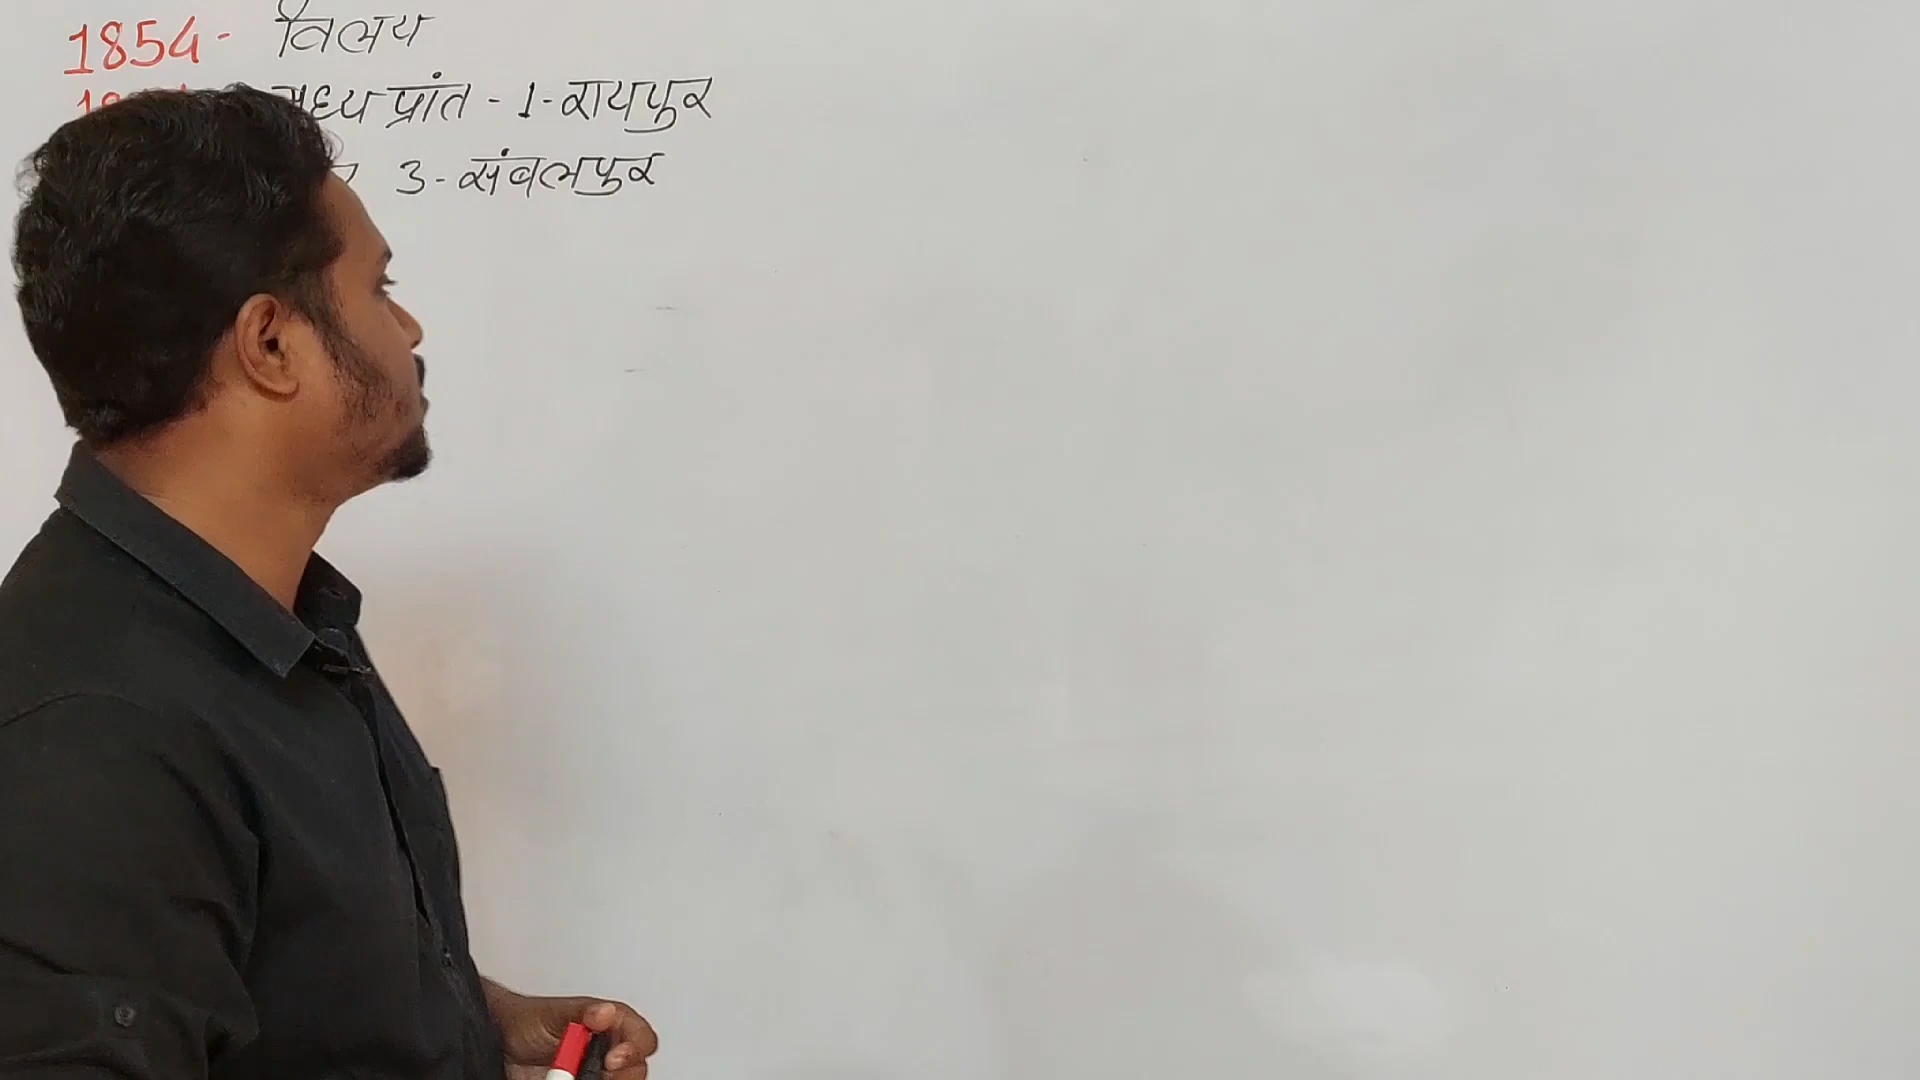 1854- विलय
मध्य प्रांत - 1-रायपुर
3-संबलपुर